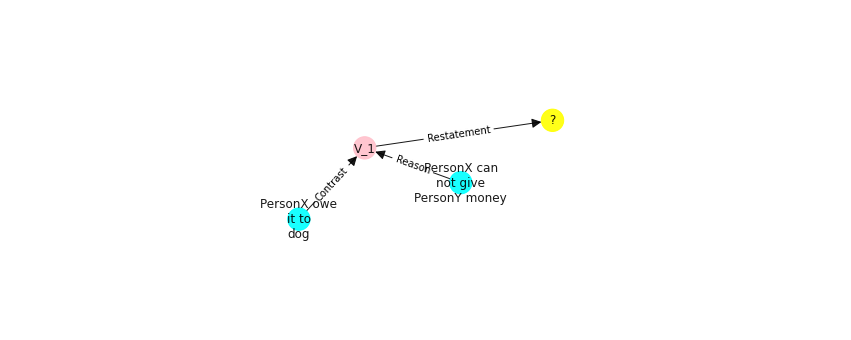 ?
Restatement
V_1
Reason
PersonX can
not give
PersonY money
Contrast
PersonX owe
it to
dog